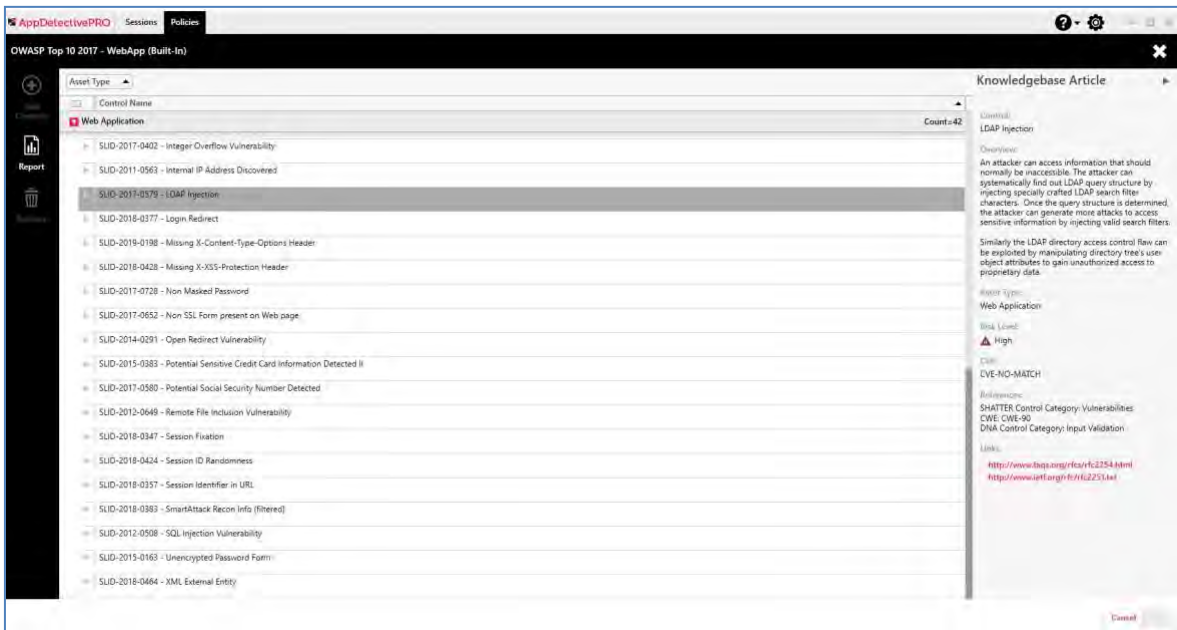 AppDetectivePRO Sessions Policies
OWASP Top 10 2017 - WebApp (Built-In)
Asset Type
Control Name
Web Application Count=42
SLID-2017-0402 - Integer Overflow Vulnerability
SLID-2011-0563 - Internal IP Address Discovered
SLID-2017-0579 - LDAP Injection
SLID-2018-0377 - Login Redirect
SLID-2019-0198 - Missing X-Content-Type-Options Header
SLID-2018-0428 - Missing X-XSS-Protection Header
SLID-2017-0728 - Non Masked Password
SLID-2017-0652 - Non SSL Form present on Web page
SLID-2014-0291 - Open Redirect Vulnerability
SLID-2015-0383 - Potential Sensitive Credit Card Information Detected II
SLID-2017-0580 - Potential Social Security Number Detected
SLID-2012-0649 - Remote File Inclusion Vulnerability
SLID-2018-0347 - Session Fixation
SLID-2018-0424 - Session ID Randomness
SLID-2018-0357 - Session Identifier in URL
SLID-2018-0383 - SmartAttack Recon Info (filtered)
SLID-2012-0508 - SQL Injection Vulnerability
SLID-2015-0163 - Unencrypted Password Form
SLID-2018-0464 - XML External Entity
Report
Knowledgebase Article
Control:
LDAP Injection
Overview:
An attacker can access information that should
normally be inaccessible. The attacker can
systematically find out LDAP query structure by
injecting specially crafted LDAP search filter
characters. Once the query structure is determined,
the attacker can generate more attacks to access
sensitive information by injecting valid search filters.
Similarly the LDAP directory access control flaw can
be exploited by manipulating directory tree's user
object attributes to gain unauthorized access to
proprietary data.
Asset Type:
Web Application
Risk Level:
High
CVE-NO-MATCH
References:
SHATTER Control Category: Vulnerabilities
CWE: CWE-90
DNA Control Category: Input Validation
Links:
http://www.ietf.org/rfc/rfc2251.txt
Cancel